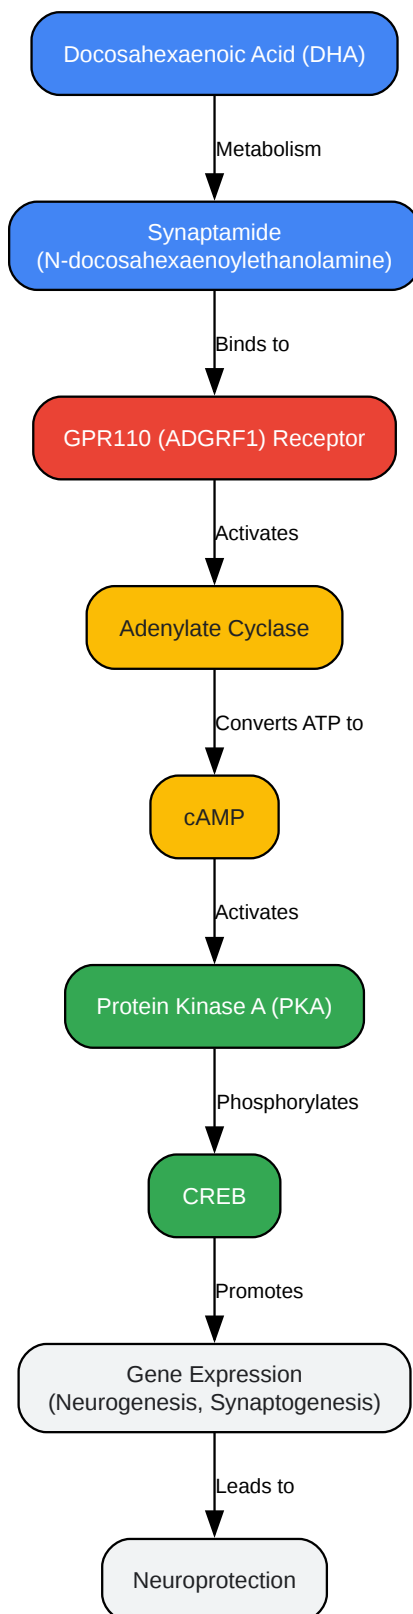 Docosahexaenoic Acid (DHA)
Metabolism
Synaptamide
(N-docosahexaenoylethanolamine)
Binds to
GPR110 (ADGRF1) Receptor
Activates
Adenylate Cyclase
Converts ATP to
cAMP
Activates
Protein Kinase A (PKA)
Phosphorylates
CREB
Promotes
Gene Expression
(Neurogenesis, Synaptogenesis)
Leads to
Neuroprotection